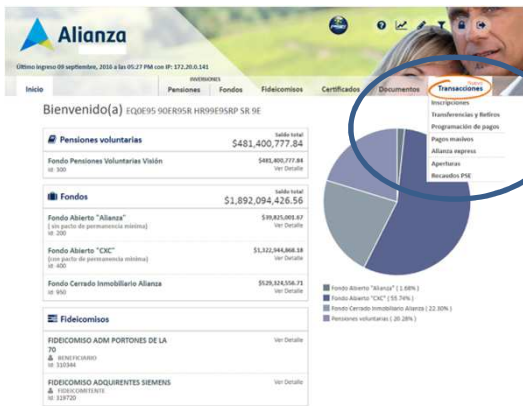 Alianza
PSE
Último ingreso 09 septiembre, 2016 a las 05:27 PM con IP: 172.20.0.141
INVERSIONES
Inicio Pensiones Fondos Fideicomisos Certificados Documentos Transacciones
Inscripciones
Transferencias y Retiros
Programación de pagos
Pagos masivos
Alianza express
Aperturas
Recaudos PSE
Bienvenido(a) EQ0E95 90ER95R HR99E9SRP SR 9E
Pensiones voluntarias
Saldo total
$481,400,777.84
Fondo Pensiones Voluntarias Visión $481,400,777.84
Id: 300 Ver Detalle
Fondos
Saldo total
$1,892,094,426.56
Fondo Abierto "Alianza" $39,825,001.67
( sin pacto de permanencia mínima) Ver Detalle
Id: 200
Fondo Abierto "CXC" $1,322,944,868.18
(con pacto de permanencia mínima) Ver Detalle
Id: 400
Fondo Cerrado Inmobiliario Alianza $529,324,556.71
Id: 950 Ver Detalle
Fideicomisos
FIDEICOMISO ADM PORTONES DE LA Ver Detalle
70
BENEFICIARIO
Id: 310344
FIDEICOMISO ADQUIRENTES SIEMENS Ver Detalle
FIDEICOMITENTE
Id: 319720
Fondo Abierto "Alianza" ( 1.68% )
Fondo Abierto "CXC" ( 55.74% )
Fondo Cerrado Inmobiliario Alianza ( 22.30% )
Pensiones voluntarias ( 20.28% )